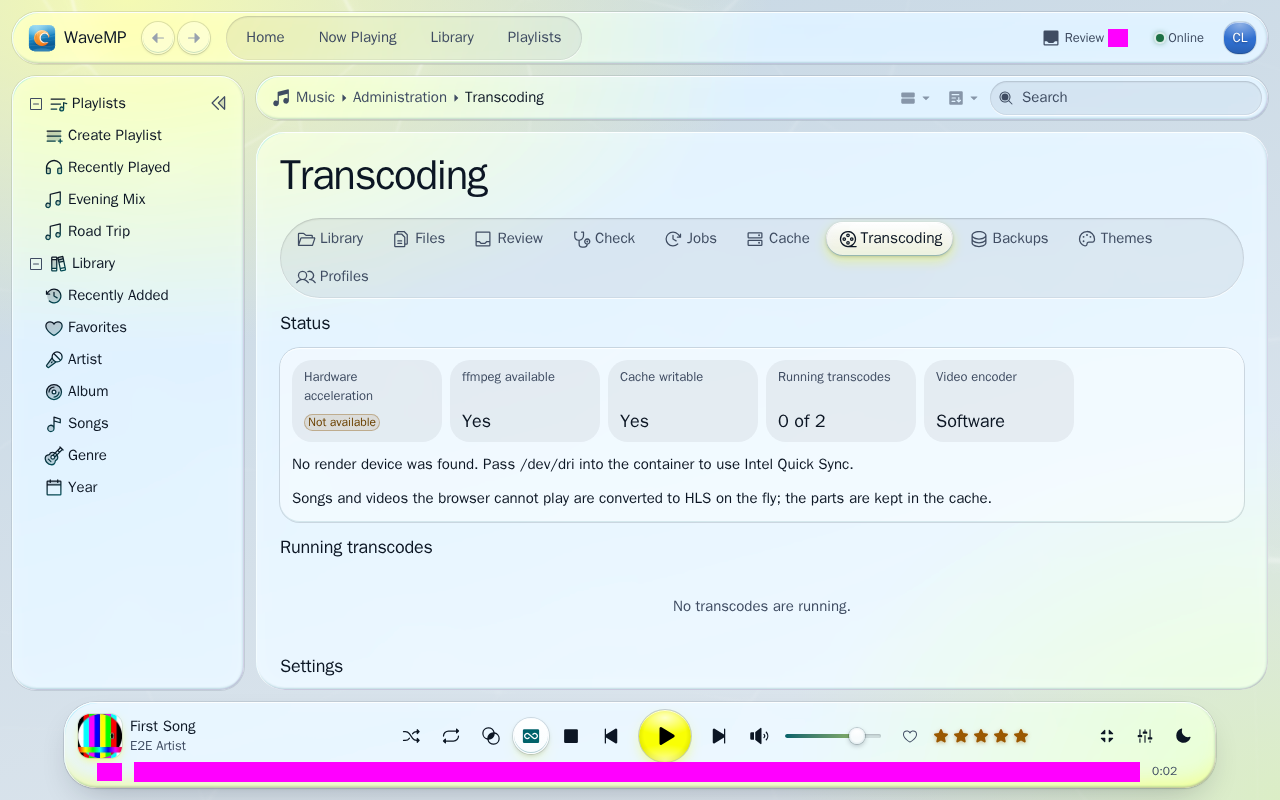 WaveMP
Home
Now Playing
Library
Playlists
Review
Online
CL
Playlists
Create Playlist
Recently Played
Evening Mix
Road Trip
Library
Recently Added
Favorites
Artist
Album
Songs
Genre
Year
Music
Administration
Transcoding
Search
Transcoding
Library
Files
Review
Check
Jobs
Cache
Transcoding
Backups
Themes
Profiles
Status
Hardware
acceleration
Not available
ffmpeg available
Yes
Cache writable
Yes
Running transcodes
0 of 2
Video encoder
Software
No render device was found. Pass /dev/dri into the container to use Intel Quick Sync.
Songs and videos the browser cannot play are converted to HLS on the fly; the parts are kept in the cache.
Running transcodes
No transcodes are running.
Settings
First Song
E2E Artist
0:02